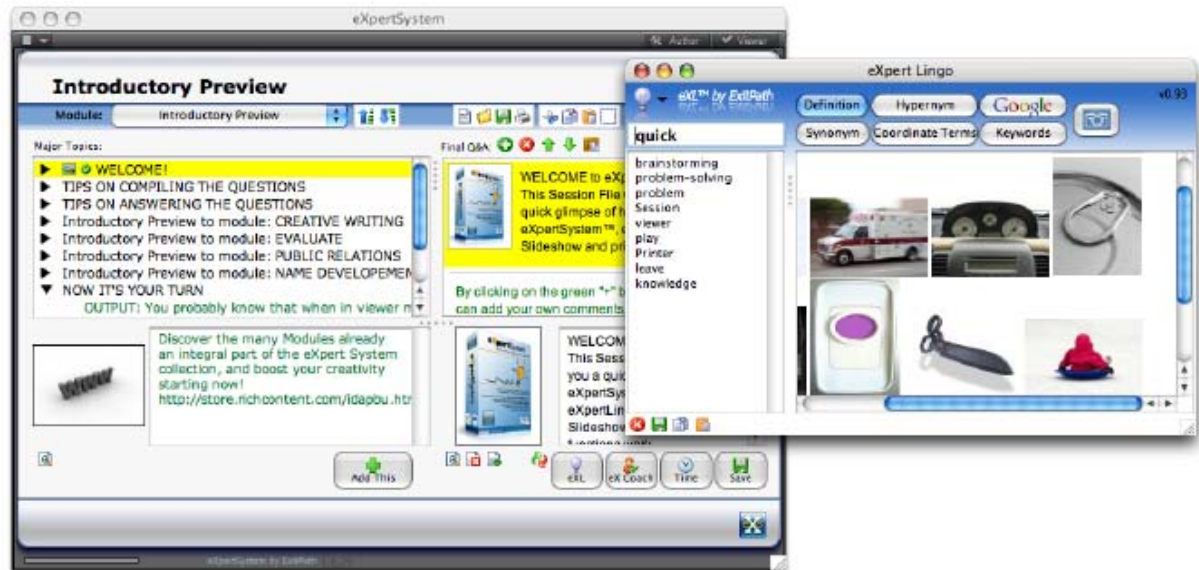 eXpertSystem
Author
Viewer
Introductory Preview
Module:
Introductory Preview
Major Topics:
WELCOME!
TIPS ON COMPILING THE QUESTIONS
TIPS ON ANSWERING THE QUESTIONS
Introductory Preview to module: CREATIVE WRITING
Introductory Preview to module: EVALUATE
Introductory Preview to module: PUBLIC RELATIONS
Introductory Preview to module: NAME DEVELOPEMEN
NOW IT'S YOUR TURN
OUTPUT: You probably know that when in viewer m
Final Q&A:
WELCOME to eXp
This Session File
quick glimpse of h
eXpertSystem™, e
Slideshow and pri
By clicking on the green "+" b
can add your own comments
Discover the many Modules already
an integral part of the eXpert System
collection, and boost your creativity
starting now!
http://store.richcontent.com/idapbu.htm
WELCOM
This Sess
you a quic
eXpertSys
eXpertLin
Slideshow
Add This
eXL
eX Coach
Time
Save
eXpertSystem by ExitPath
eXpert Lingo
eXL™ by ExitPath
v0.93
Definition
Hypernym
Google
Synonym
Coordinate Terms
Keywords
quick
brainstorming
problem-solving
problem
Session
viewer
play
Printer
leave
knowledge